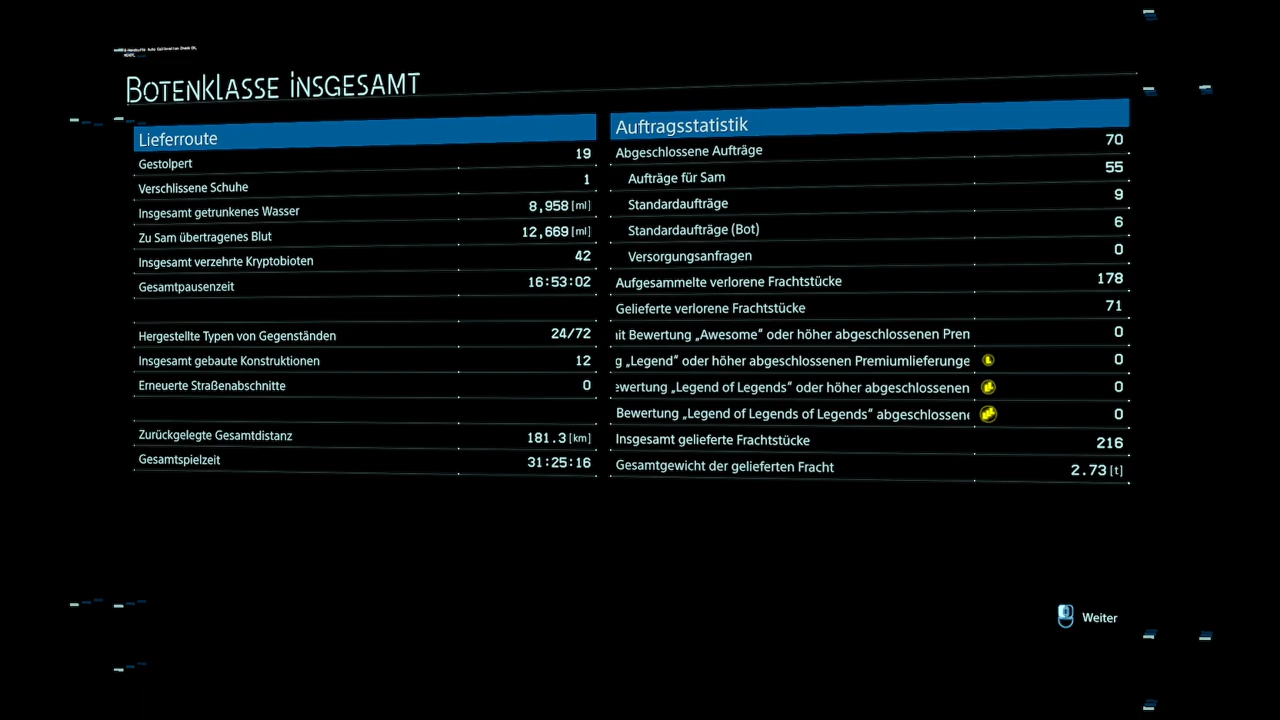 BOTENKLASSE INSGESAMT
Lieferroute
Gestolpert 19
Verschlissene Schuhe 1
Insgesamt getrunkenes Wasser 8,958 [ml]
Zu Sam übertragenes Blut 12,669 [ml]
Insgesamt verzehrte Kryptobioten 42
Gesamtpausenzeit 16:53:02
Hergestellte Typen von Gegenständen 24/72
Insgesamt gebaute Konstruktionen 12
Erneuerte Straßenabschnitte 0
Zurückgelegte Gesamtdistanz 181.3 [km]
Gesamtspielzeit 31:25:16
Auftragsstatistik
Abgeschlossene Aufträge 70
Aufträge für Sam 55
Standardaufträge 9
Standardaufträge (Bot) 6
Versorgungsanfragen 0
Aufgesammelte verlorene Frachtstücke 178
Gelieferte verlorene Frachtstücke 71
it Bewertung „Awesome“ oder höher abgeschlossenen Pren 0
g „Legend“ oder höher abgeschlossenen Premiumlieferunge 0
ewertung „Legend of Legends“ oder höher abgeschlossenen 0
Bewertung „Legend of Legends of Legends“ abgeschlossene 0
Insgesamt gelieferte Frachtstücke 216
Gesamtgewicht der gelieferten Fracht 2.73 [t]
Weiter